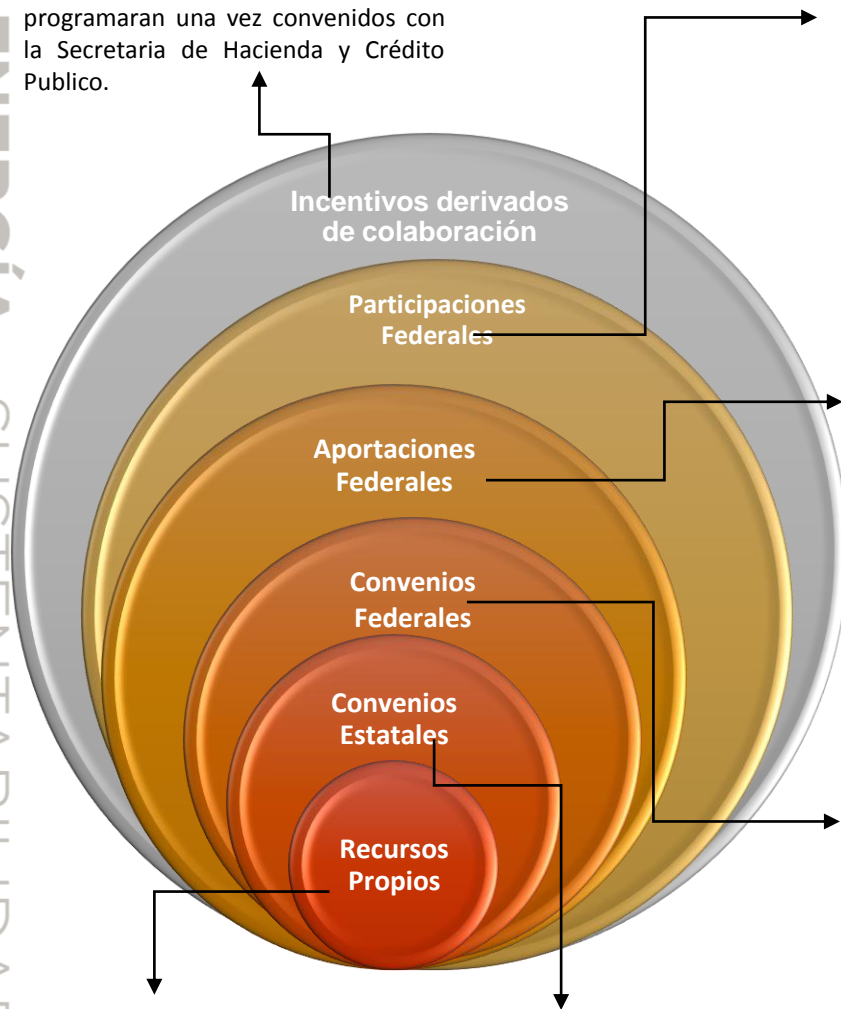 programaran una vez convenidos con
la Secretaria de Hacienda y Crédito
Publico.
Incentivos derivados
de colaboración
Participaciones
Federales
Aportaciones
Federales
Convenios
Federales
Convenios
Estatales
Recursos
Propios